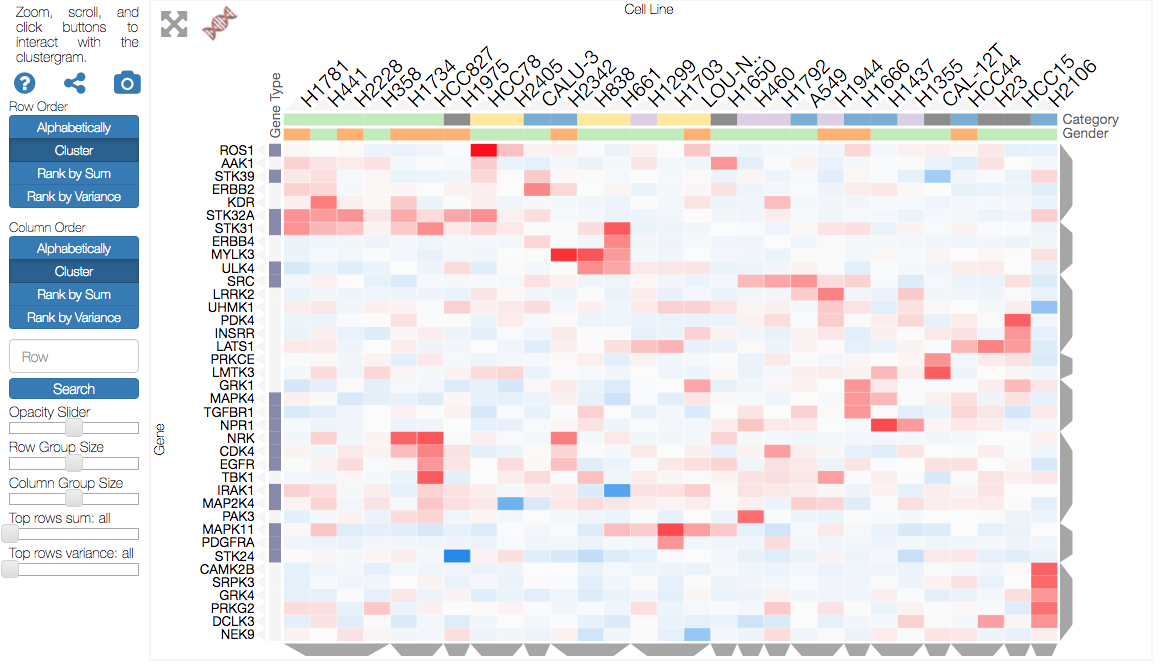 Zoom, scroll, and
click buttons to
interact with the
clustergram.
Row Order
Alphabetically
Cluster
Rank by Sum
Rank by Variance
Column Order
Alphabetically
Cluster
Rank by Sum
Rank by Variance
Row
Search
Opacity Slider
Row Group Size
Column Group Size
Top rows sum: all
Top rows variance: all
Cell Line
H1781
H441
H2228
H358
H1734
HCC827
H1975
HCC78
H2405
CALU-3
H2342
H838
H661
H1299
H1703
LOU-N..
H1650
H460
H1792
A549
H1944
H1666
H1437
H1355
CAL-12T
HCC44
H23
HCC15
H2106
Gene Type
Category
Gender
Gene
ROS1
AAK1
STK39
ERBB2
KDR
STK32A
STK31
ERBB4
MYLK3
ULK4
SRC
LRRK2
UHMK1
PDK4
INSRR
LATS1
PRKCE
LMTK3
GRK1
MAPK4
TGFBR1
NPR1
NRK
CDK4
EGFR
TBK1
IRAK1
MAP2K4
PAK3
MAPK11
PDGFRA
STK24
CAMK2B
SRPK3
GRK4
PRKG2
DCLK3
NEK9